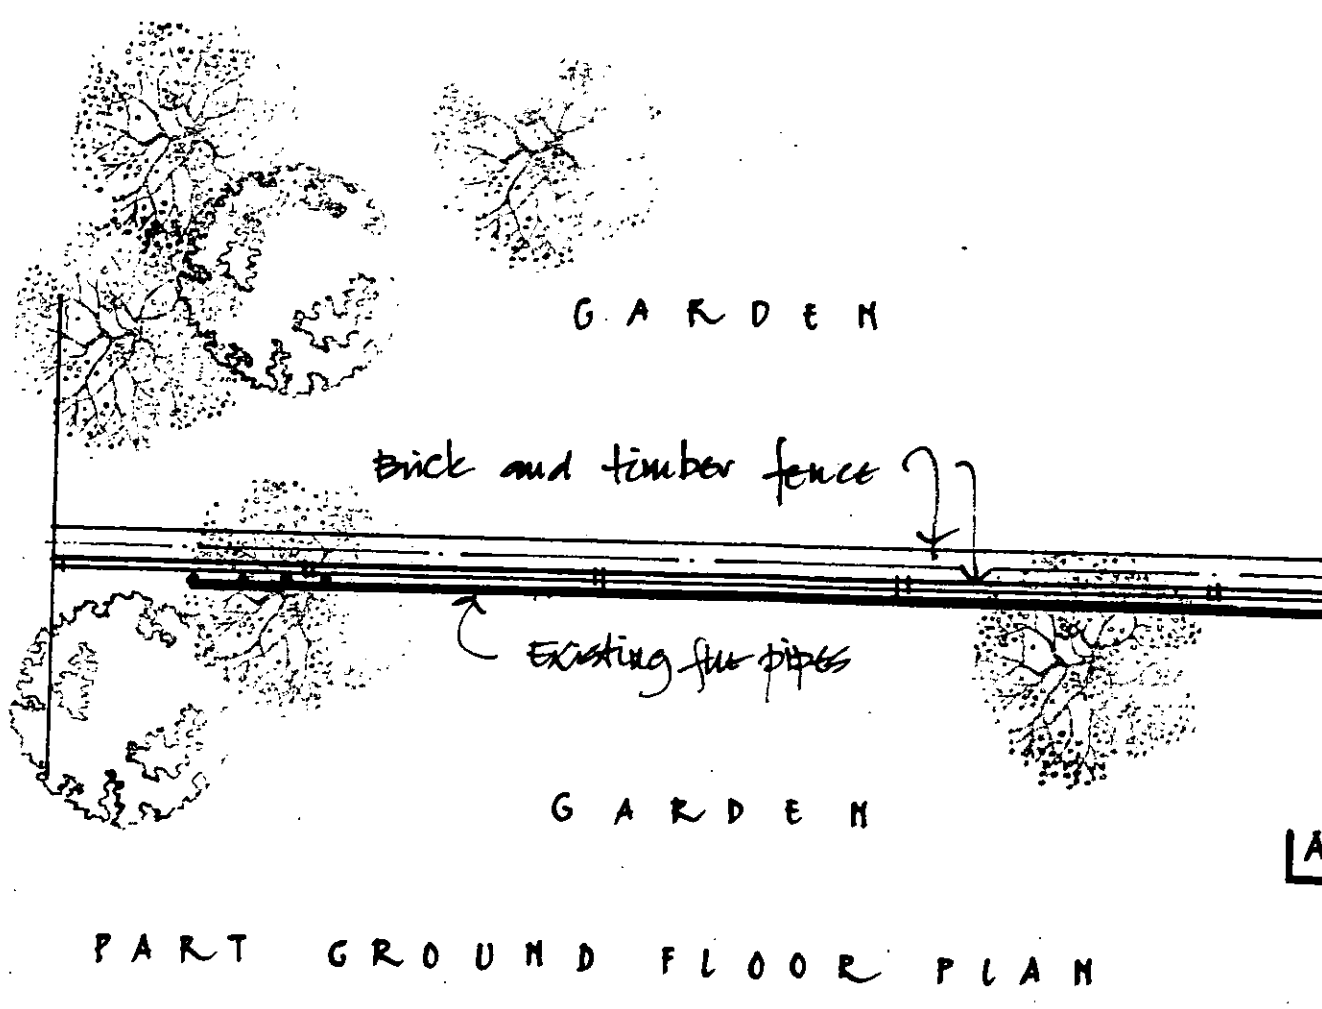 GARDEN
Brick and timber fence
Existing flue pipes
GARDEN
A
PART GROUND FLOOR PLAN